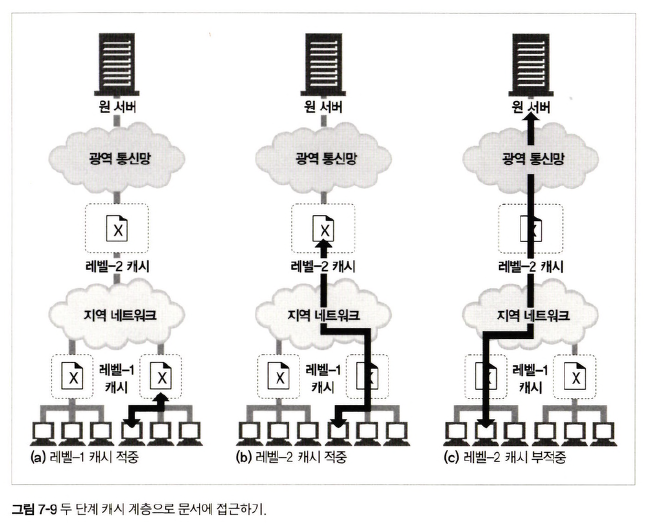 원 서버
광역 통신망
X
레벨-2 캐시
지역 네트워크
레벨-1
캐시
X
X
(a) 레벨-1 캐시 적중
원 서버
광역 통신망
X
레벨-2 캐시
지역 네트워크
레벨-1
캐시
X
X
(b) 레벨-2 캐시 적중
원 서버
광역 통신망
X
레벨-2 캐시
지역 네트워크
레벨-1
캐시
X
X
(c) 레벨-2 캐시 부적중
그림 7-9 두 단계 캐시 계층으로 문서에 접근하기.